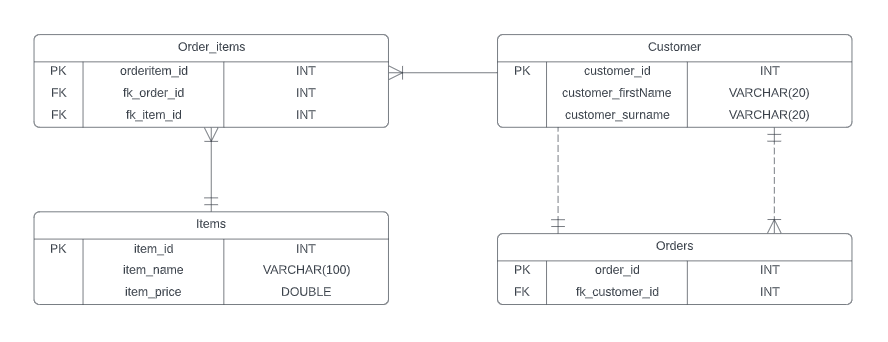 Order_items
PK orderitem_id INT
FK fk_order_id INT
FK fk_item_id INT
Customer
PK customer_id INT
customer_firstName VARCHAR(20)
customer_surname VARCHAR(20)
Items
PK item_id INT
item_name VARCHAR(100)
item_price DOUBLE
Orders
PK order_id INT
FK fk_customer_id INT